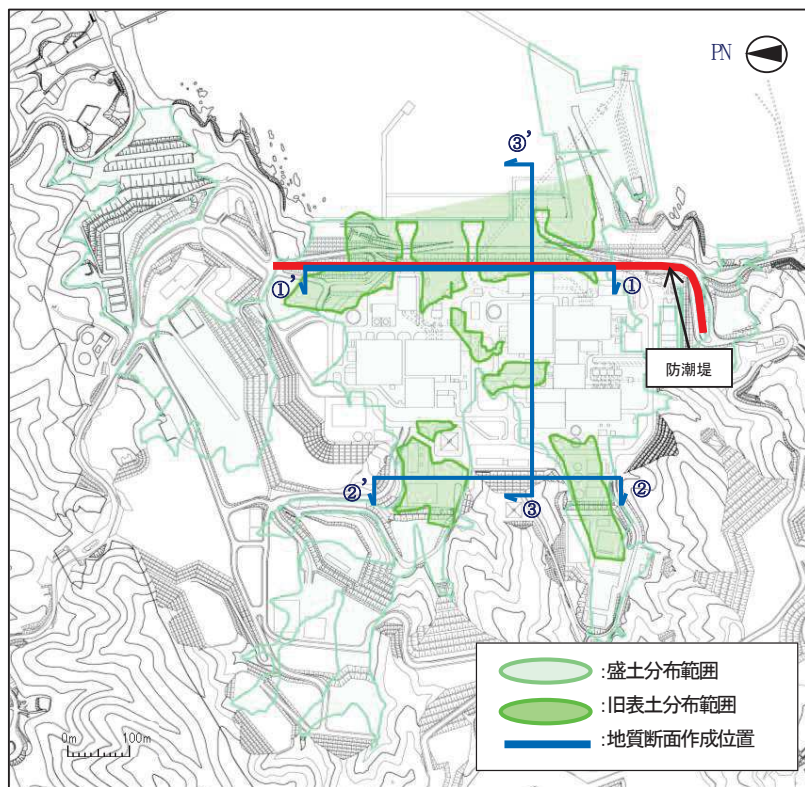 PN
③'
①'
①
防潮堤
②'
③
②
:盛土分布範囲
:旧表土分布範囲
:地質断面作成位置
0m 100m